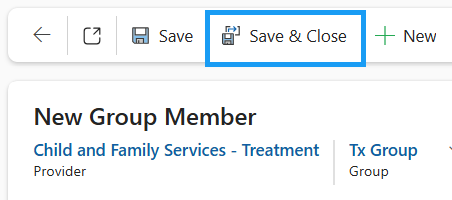 Save
Save & Close
New
New Group Member
Child and Family Services - Treatment
Tx Group
Provider
Group